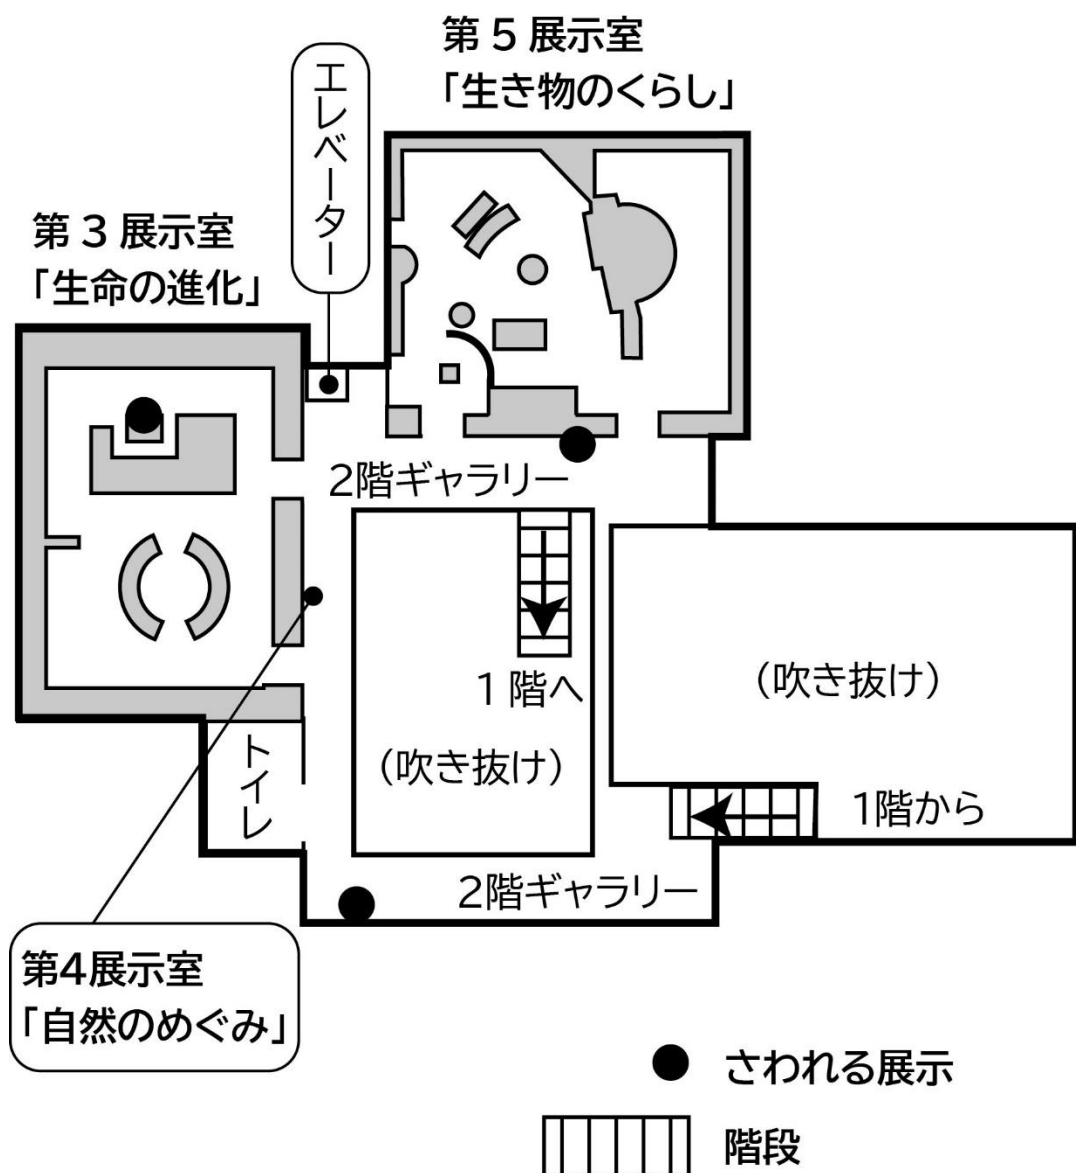 第5展示室
「生き物のくらし」
エレベーター
第3展示室
「生命の進化」
2階ギャラリー
1階へ
(吹き抜け)
(吹き抜け)
1階から
トイレ
2階ギャラリー
第4展示室
「自然のめぐみ」
さわれる展示
階段